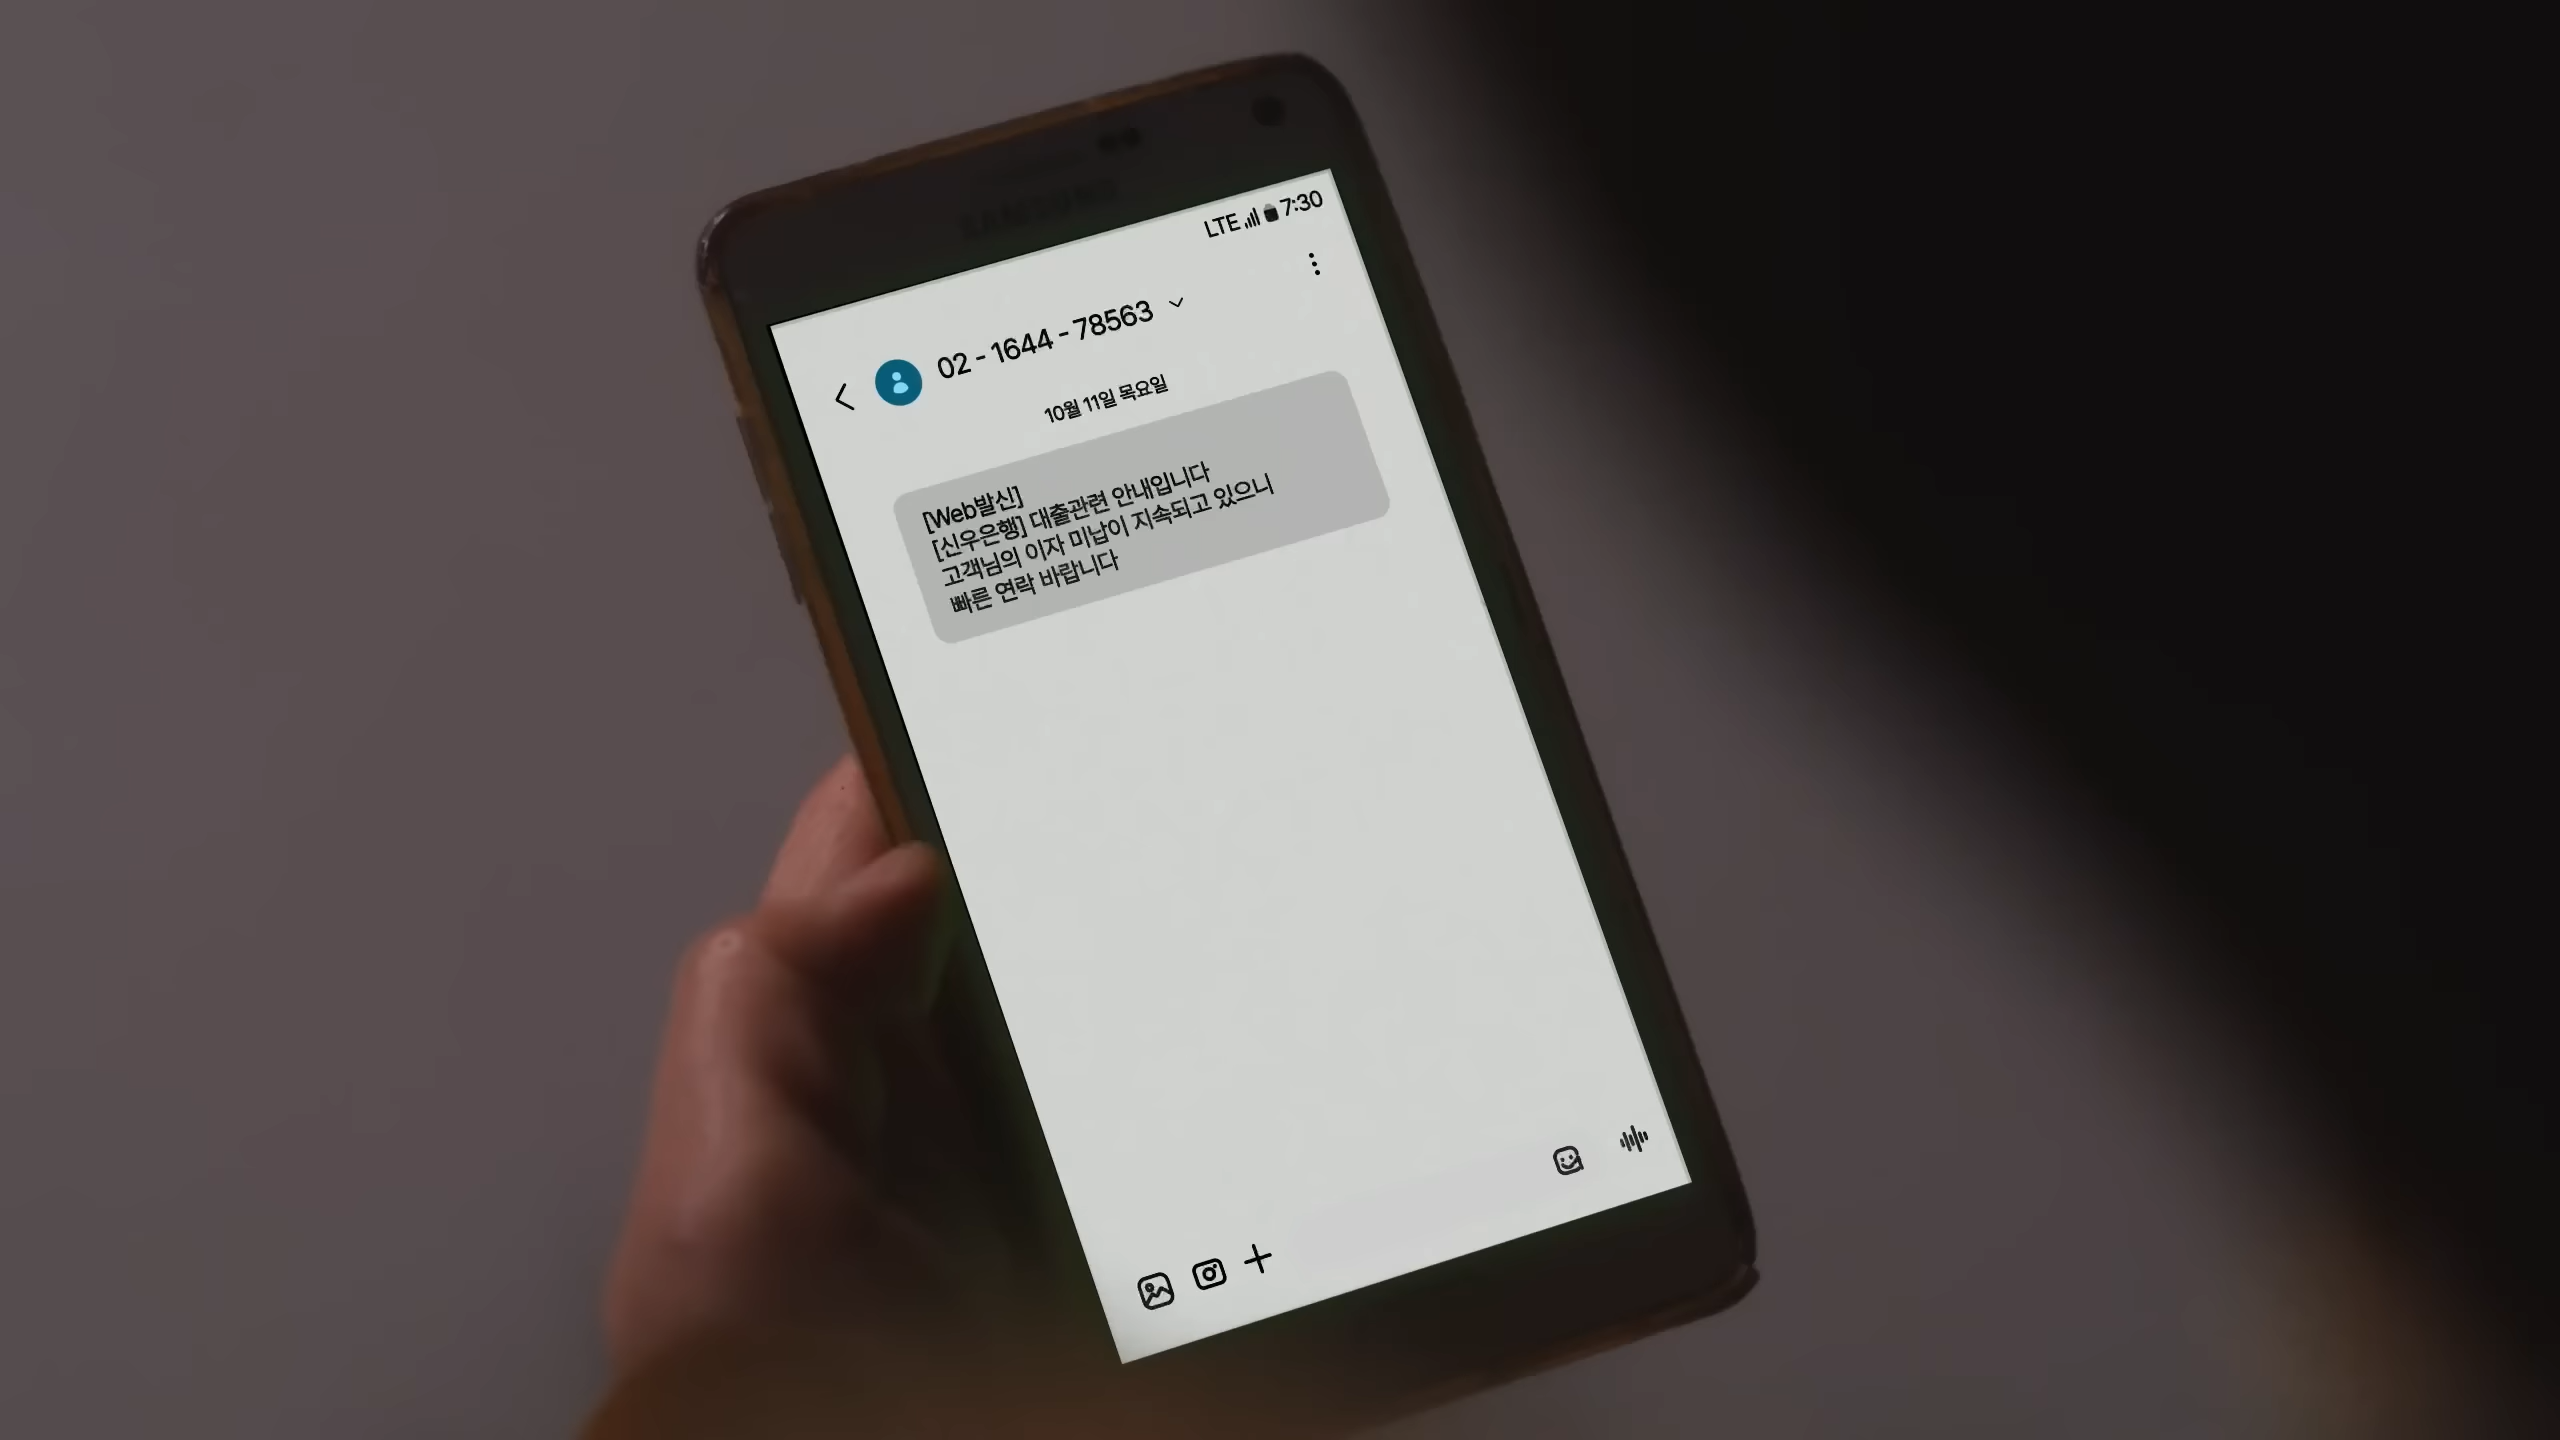 SAMSUNG
LTE 7:30
02 - 1644 - 78563
10월 11일 목요일
[Web발신]
[신우은행] 대출관련 안내입니다
고객님의 이자 미납이 지속되고 있으니
빠른 연락 바랍니다